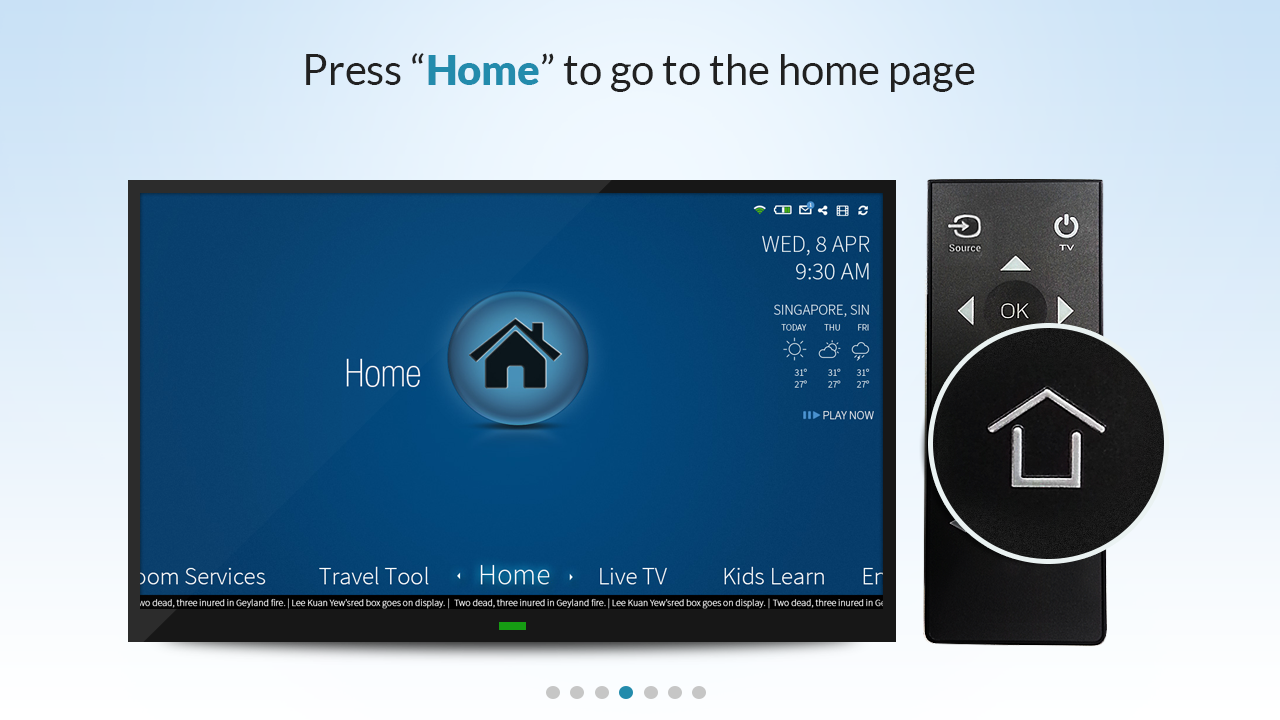 Press “Home” to go to the home page
WED, 8 APR
9:30 AM
SINGAPORE, SIN
TODAY THU FRI
31° 31° 31°
27° 27° 27°
PLAY NOW
Home
Source
TV
OK
oom Services Travel Tool Home Live TV Kids Learn En
wo dead, three inured in Geyland fire. | Lee Kuan Yew'sred box goes on display. | Two dead, three inured in Geyland fire. | Lee Kuan Yew'sred box goes on display. | Two dead, three inured in Ge